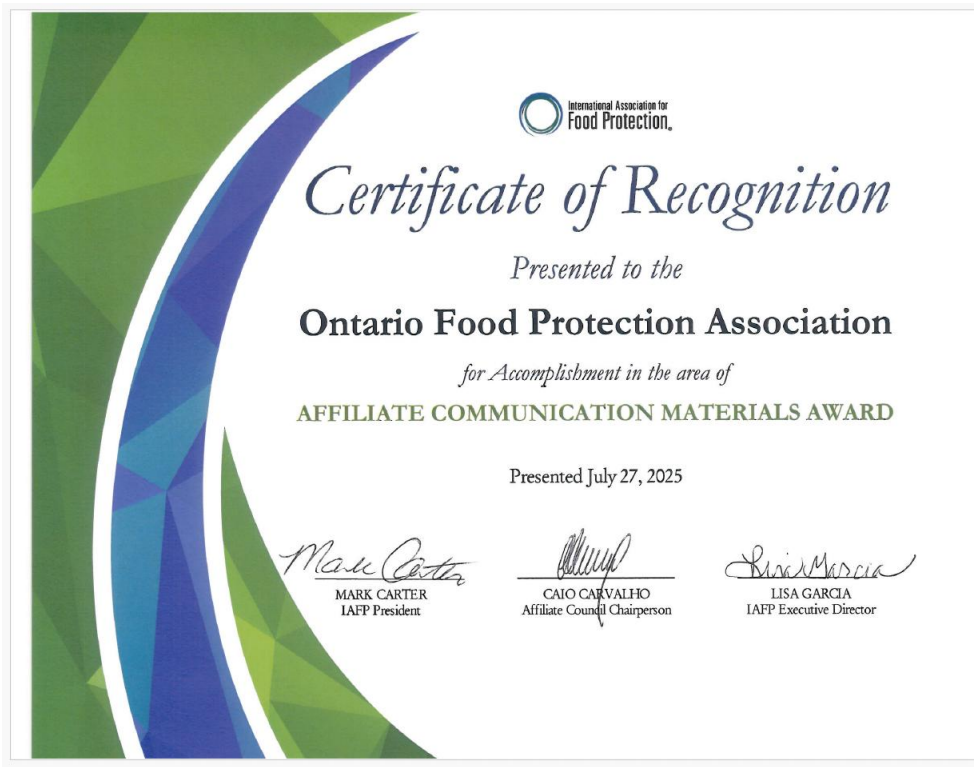 International Association for
Food Protection®
Certificate of Recognition
Presented to the
Ontario Food Protection Association
for Accomplishment in the area of
AFFILIATE COMMUNICATION MATERIALS AWARD
Presented July 27, 2025
Mark Carter
Lisa Garcia
MARK CARTER
CAIO CARVALHO
LISA GARCIA
IAFP President
Affiliate Council Chairperson
IAFP Executive Director